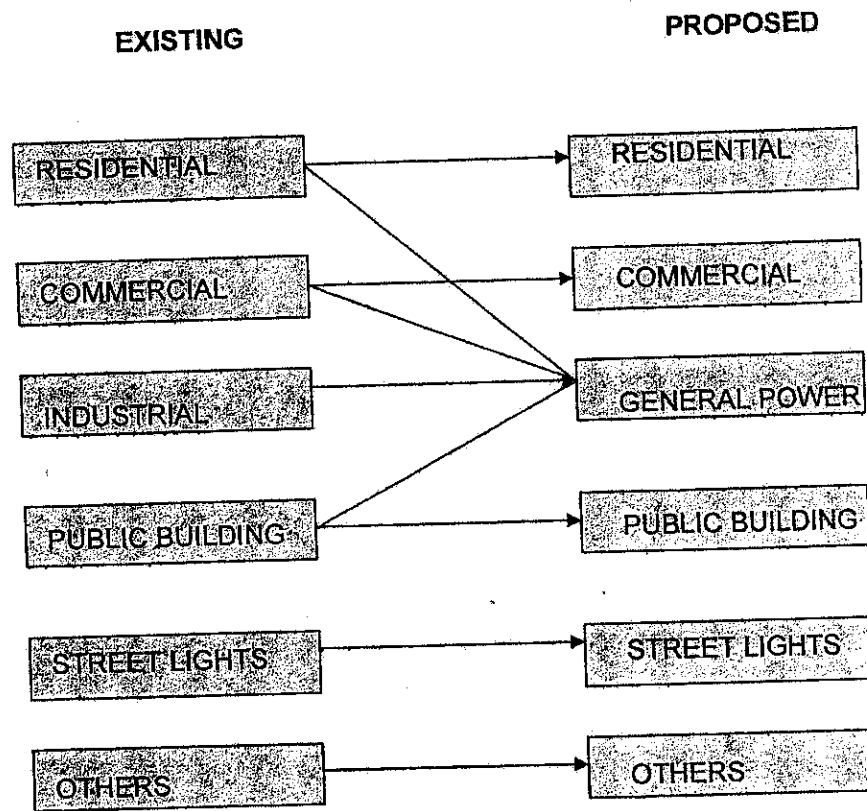 EXISTING
PROPOSED
RESIDENTIAL
RESIDENTIAL
COMMERCIAL
COMMERCIAL
INDUSTRIAL
GENERAL POWER
PUBLIC BUILDING
PUBLIC BUILDING
STREET LIGHTS
STREET LIGHTS
OTHERS
OTHERS